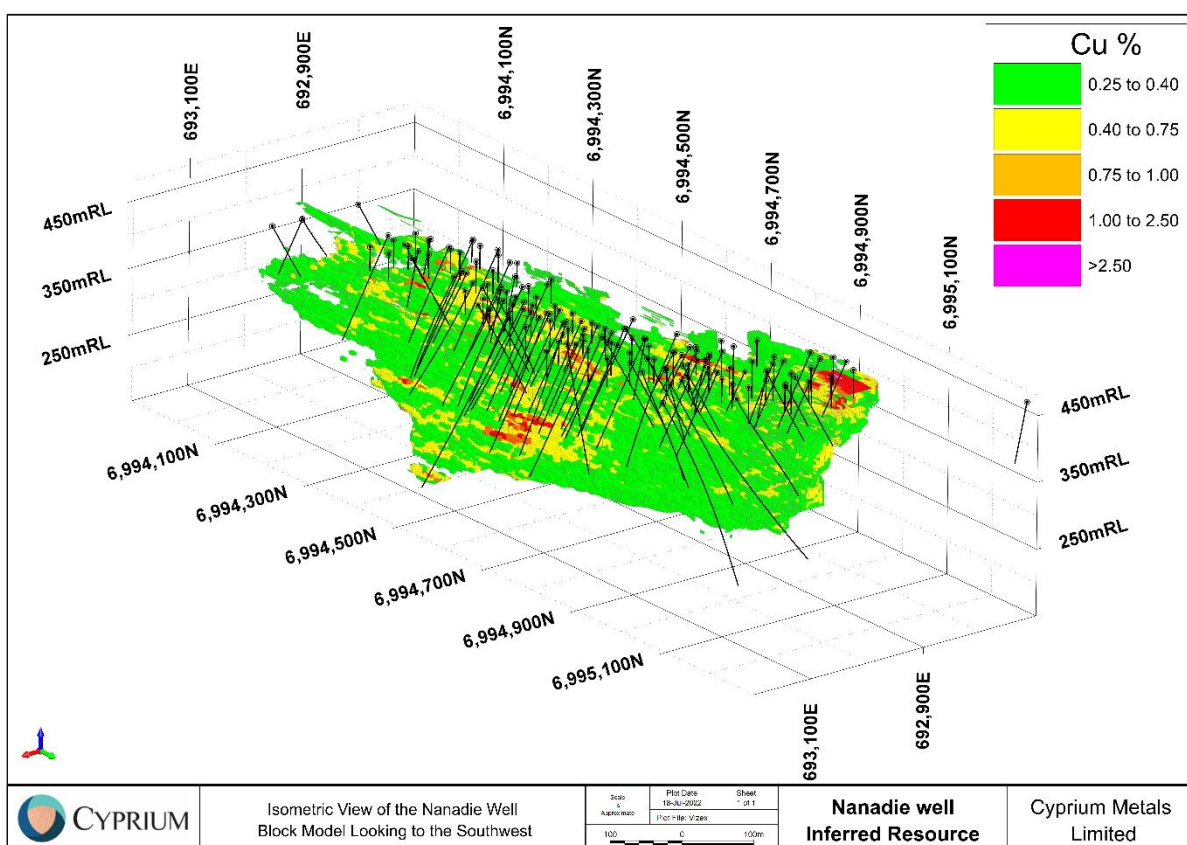 693,100E
692,900E
6,994,100N
6,994,300N
6,994,500N
6,994,700N
6,994,900N
6,995,100N
Cu %
0.25 to 0.40
0.40 to 0.75
0.75 to 1.00
1.00 to 2.50
>2.50
450mRL
350mRL
250mRL
450mRL
350mRL
250mRL
6,994,100N
6,994,300N
6,994,500N
6,994,700N
6,994,900N
6,995,100N
693,100E
692,900E
CYPRIUM
Isometric View of the Nanadie Well
Block Model Looking to the Southwest
Scale
Approximate
Plot Date
18-Jul-2022
Sheet
1 of 1
Plot File: Vizex
100 0 100m
Nanadie well
Inferred Resource
Cyprium Metals
Limited